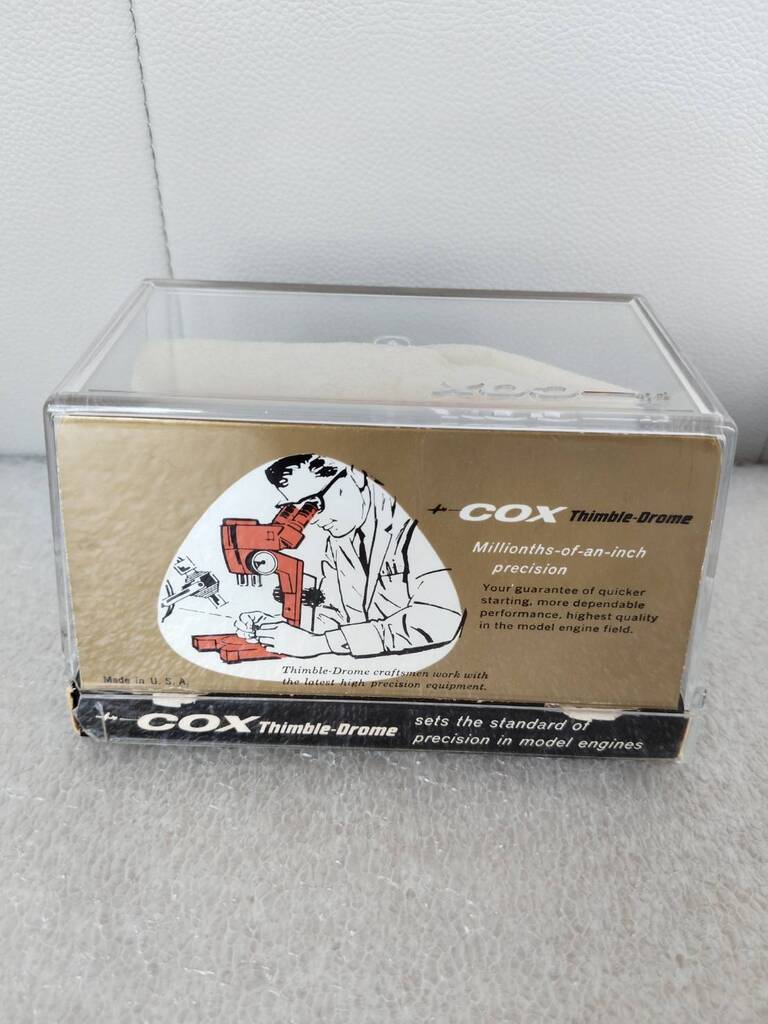 COX Thimble-Drome
Millionths-of-an-inch
precision
Your guarantee of quicker
starting, more dependable
performance, highest quality
in the model engine field.
Thimble-Drome craftsmen work with
the latest high precision equipment.
Made in U.S.A.
COX Thimble-Drome
sets the standard of
precision in model engines